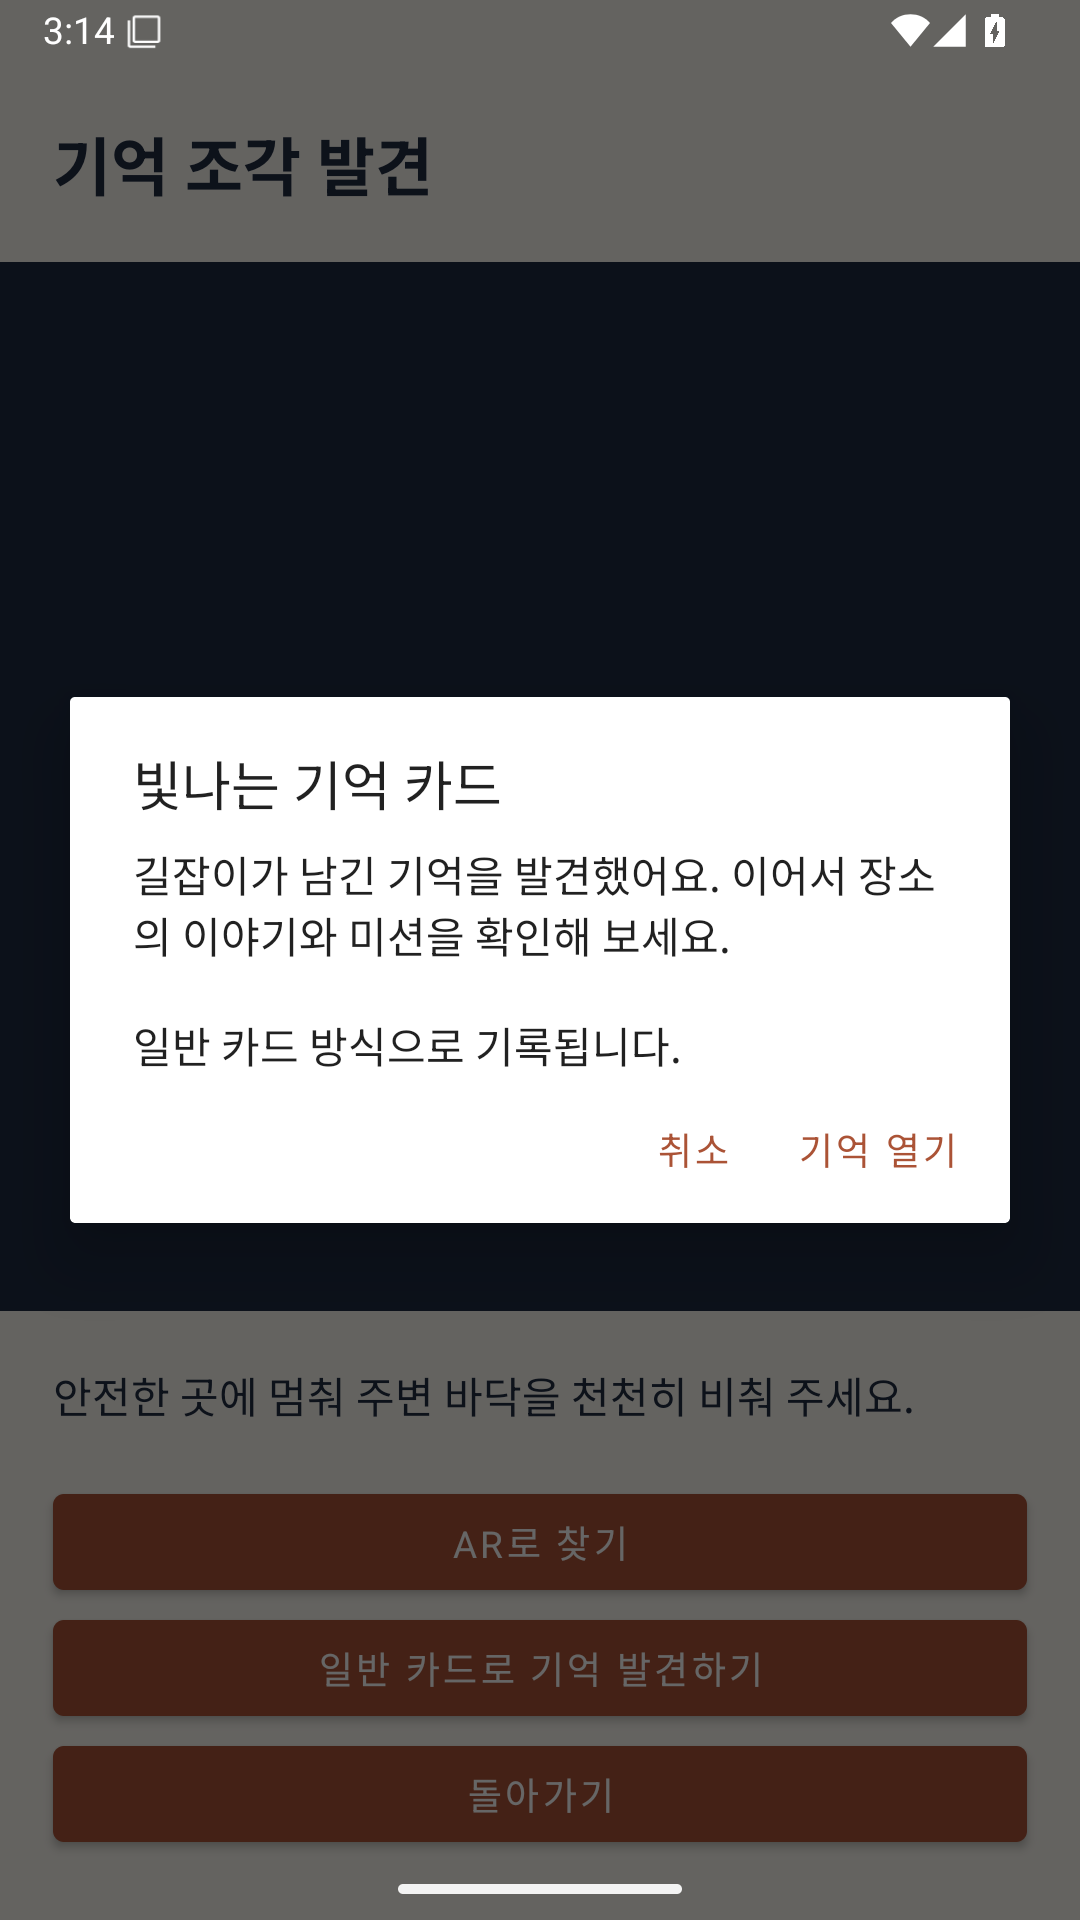 3:14
기억 조각 발견
빛나는 기억 카드
길잡이가 남긴 기억을 발견했어요. 이어서 장소
의 이야기와 미션을 확인해 보세요.
일반 카드 방식으로 기록됩니다.
취소 기억 열기
안전한 곳에 멈춰 주변 바닥을 천천히 비춰 주세요.
AR로 찾기
일반 카드로 기억 발견하기
돌아가기